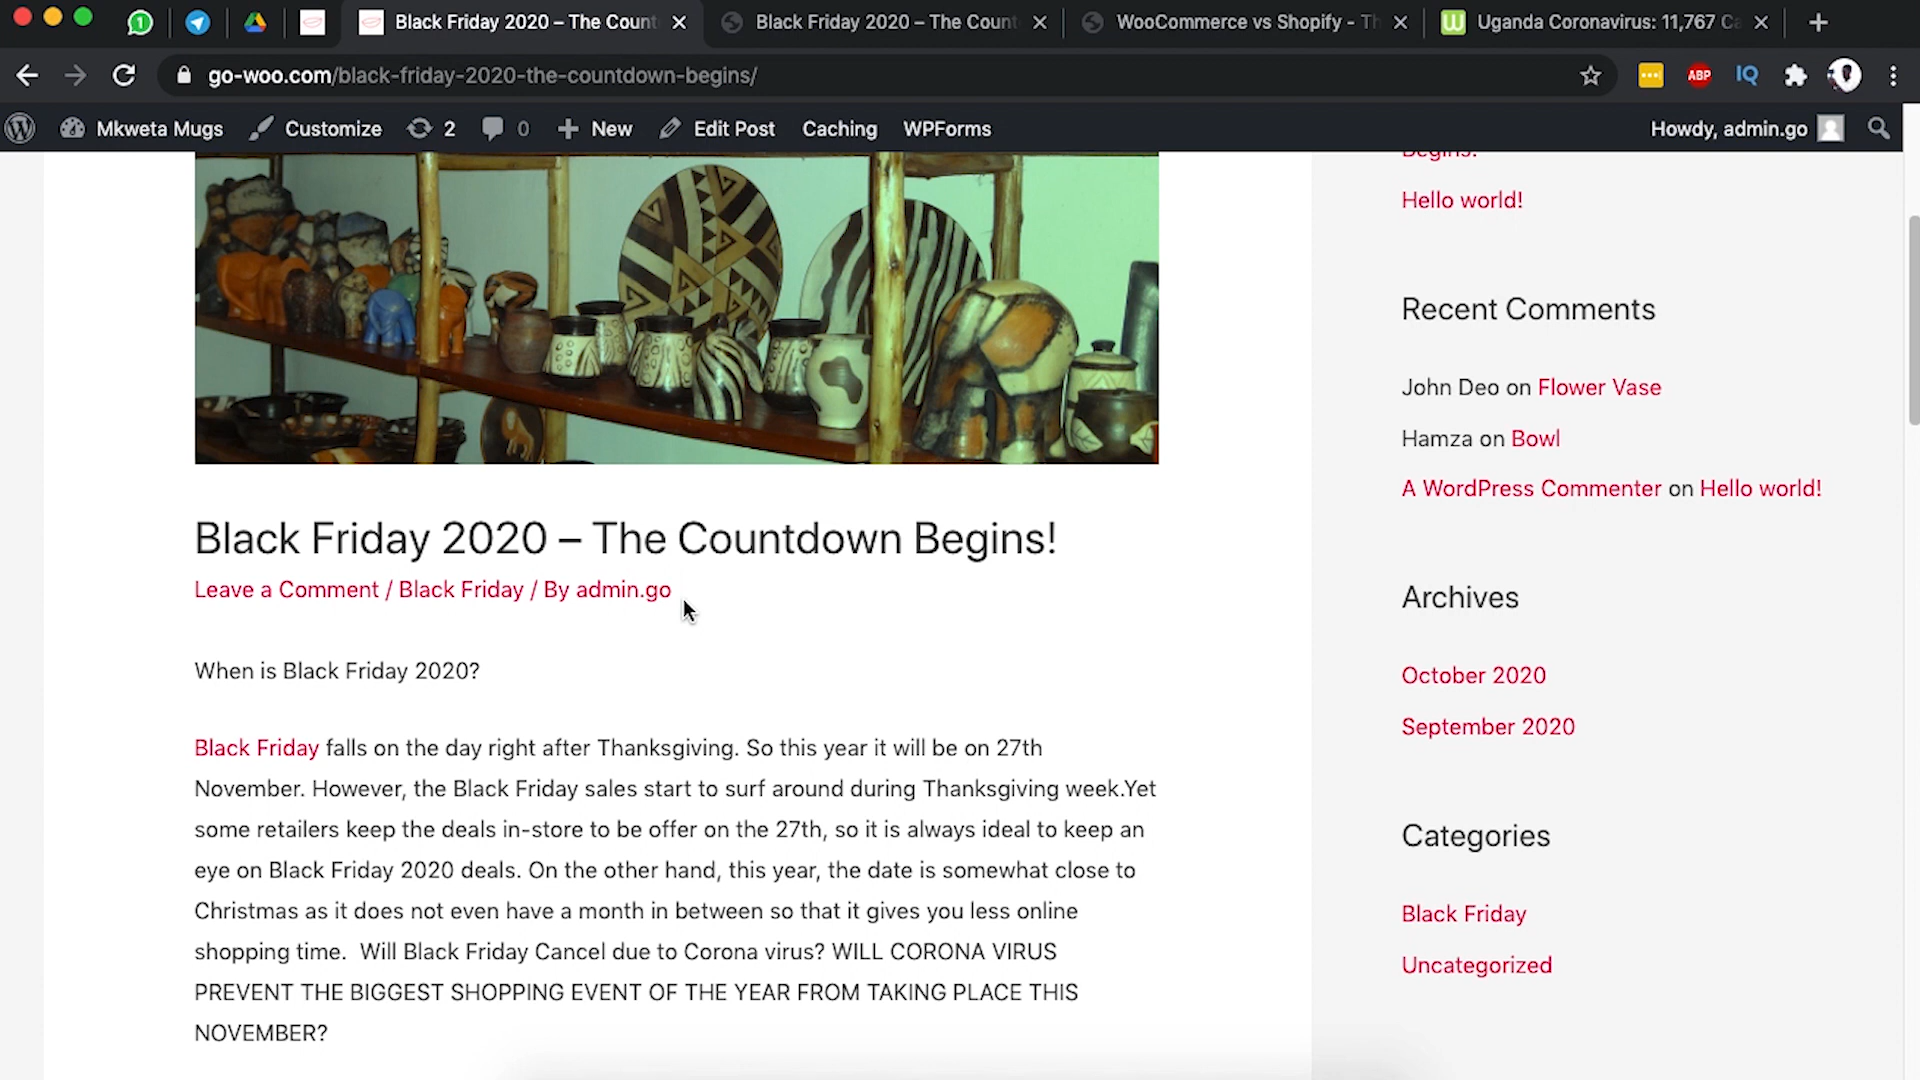 Black Friday 2020 – The Count
Black Friday 2020 – The Count
WooCommerce vs Shopify - Th
Uganda Coronavirus: 11,767 Ca
go-woo.com/black-friday-2020-the-countdown-begins/
ABP
IQ
Mkweta Mugs
Customize
2
0
New
Edit Post
Caching
WPForms
Howdy, admin.go
Begins!
Hello world!
Recent Comments
John Deo on Flower Vase
Hamza on Bowl
A WordPress Commenter on Hello world!
Black Friday 2020 – The Countdown Begins!
Leave a Comment / Black Friday / By admin.go
Archives
When is Black Friday 2020?
October 2020
September 2020
Black Friday falls on the day right after Thanksgiving. So this year it will be on 27th
November. However, the Black Friday sales start to surf around during Thanksgiving week.Yet
some retailers keep the deals in-store to be offer on the 27th, so it is always ideal to keep an
eye on Black Friday 2020 deals. On the other hand, this year, the date is somewhat close to
Christmas as it does not even have a month in between so that it gives you less online
shopping time.  Will Black Friday Cancel due to Corona virus? WILL CORONA VIRUS
PREVENT THE BIGGEST SHOPPING EVENT OF THE YEAR FROM TAKING PLACE THIS
NOVEMBER?
Categories
Black Friday
Uncategorized